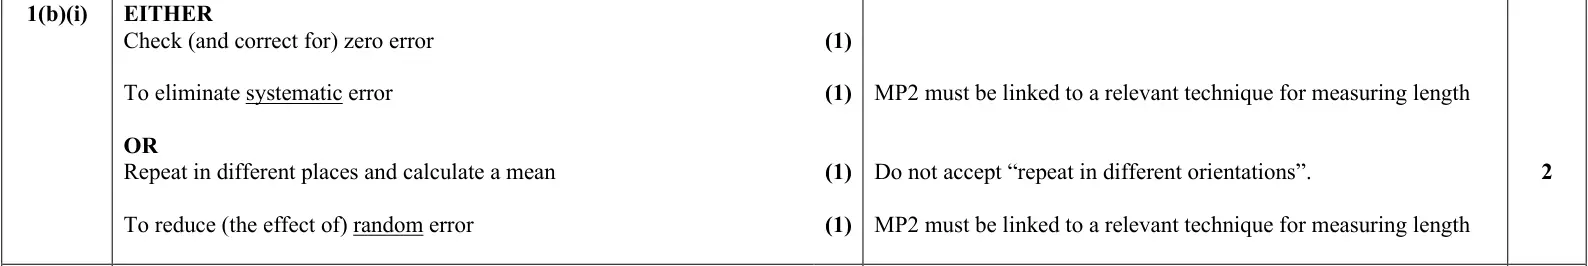 1(b)(i) EITHER
Check (and correct for) zero error (1)
To eliminate systematic error (1) MP2 must be linked to a relevant technique for measuring length
OR
Repeat in different places and calculate a mean (1) Do not accept “repeat in different orientations”. 2
To reduce (the effect of) random error (1) MP2 must be linked to a relevant technique for measuring length